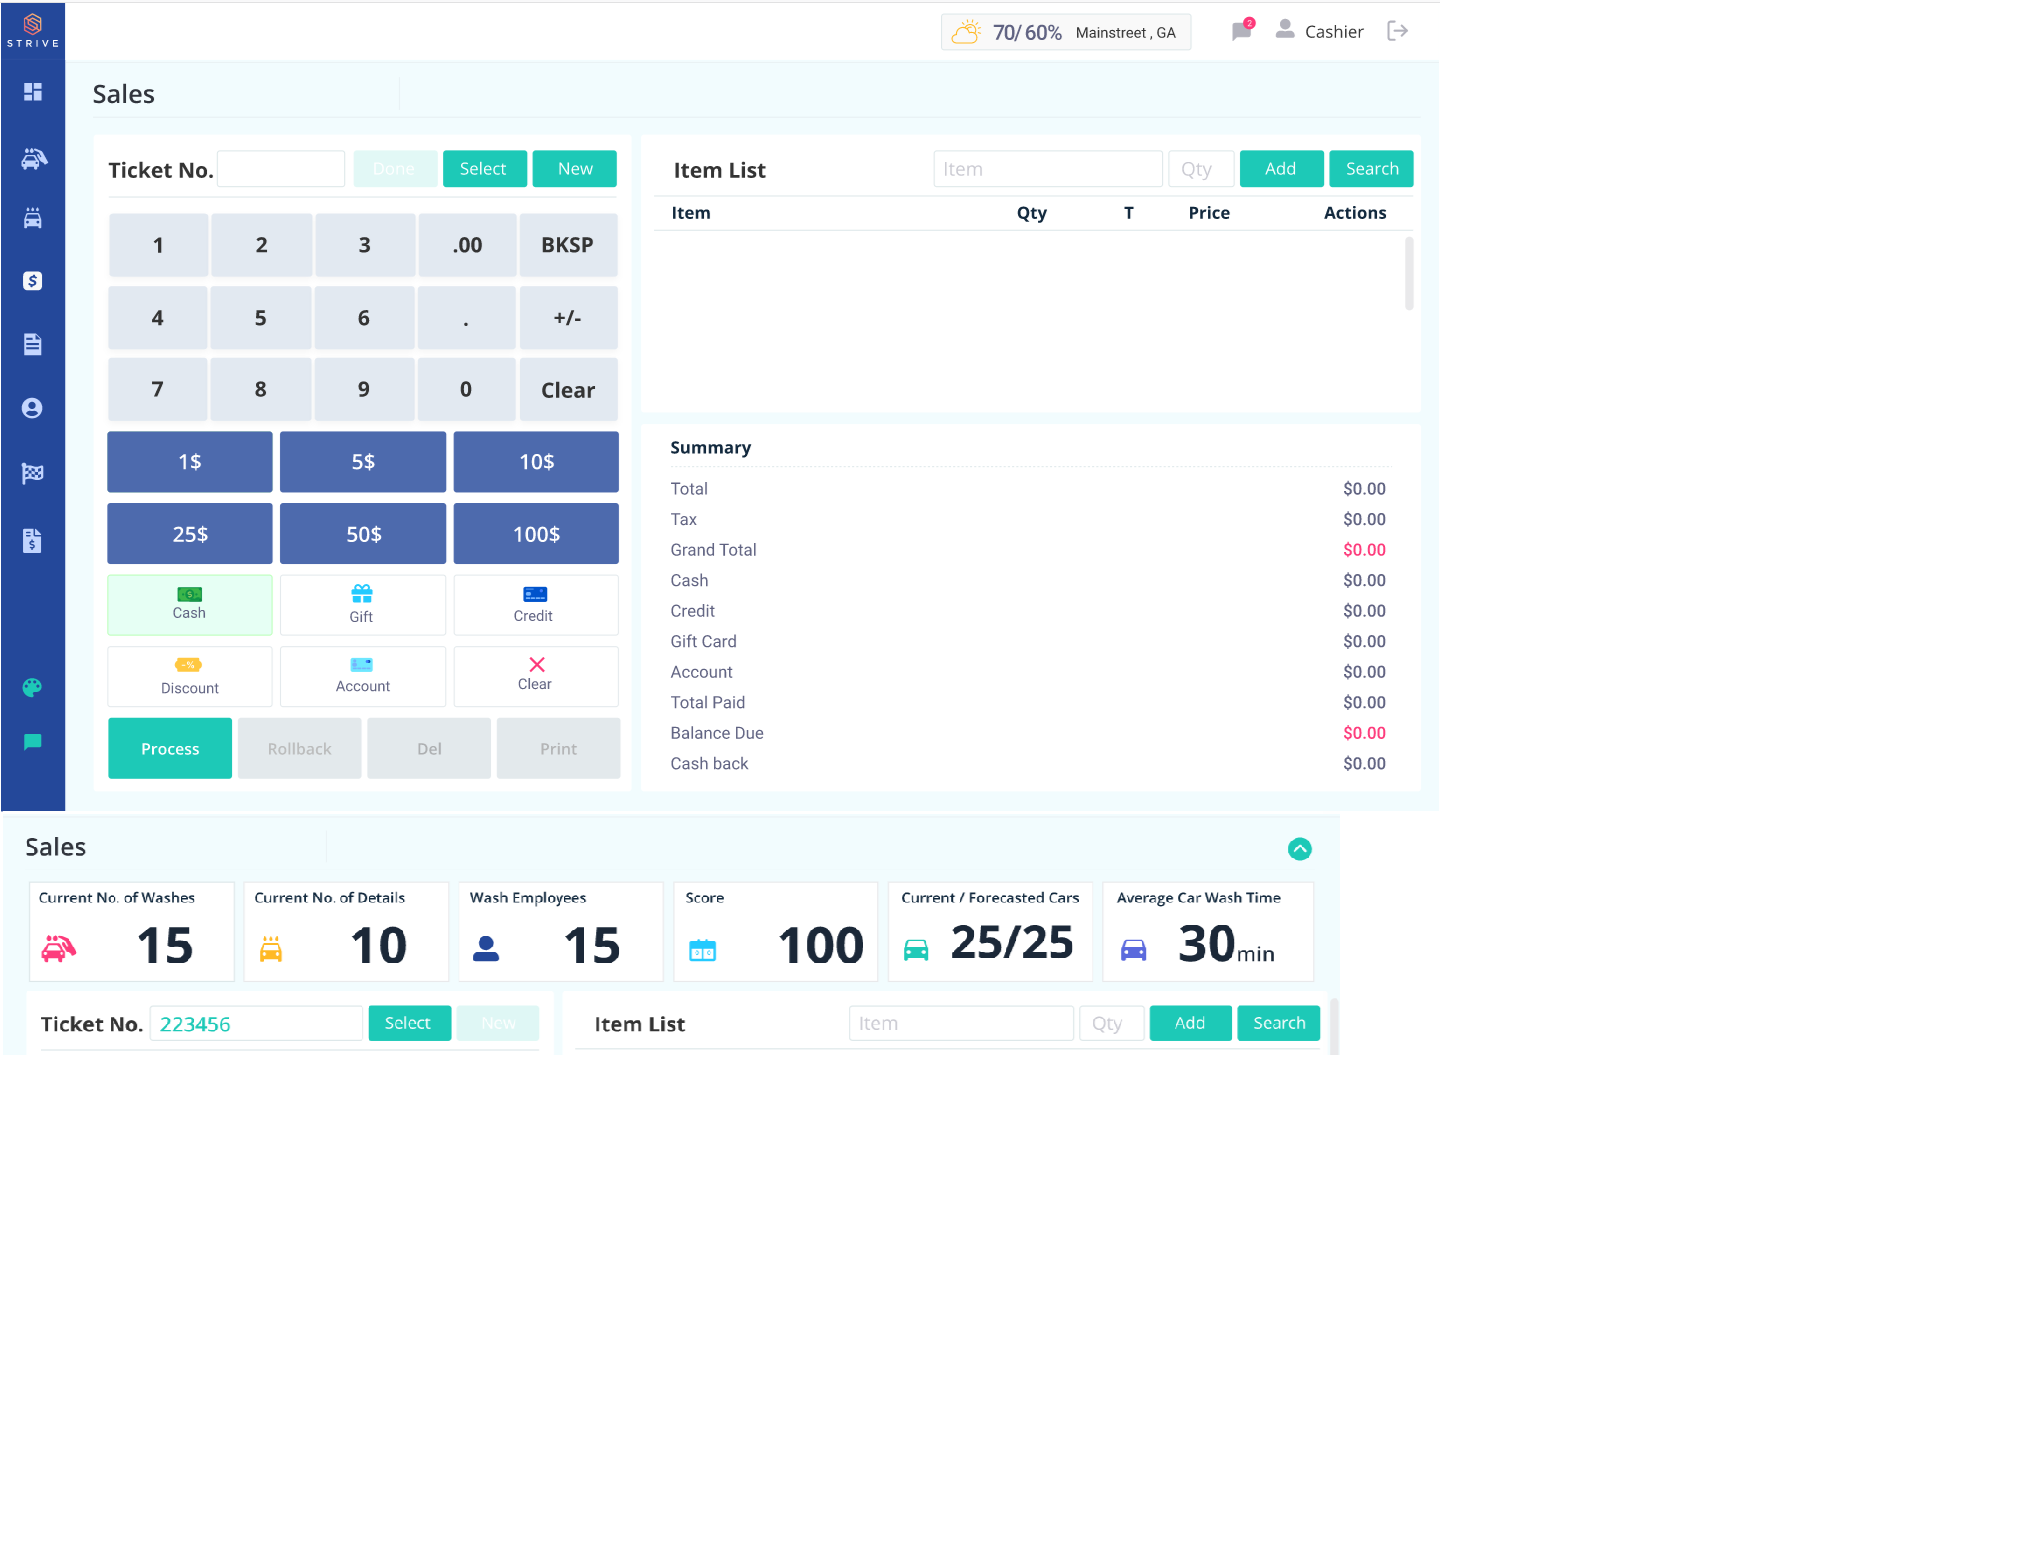 STRIVE
70/60% Mainstreet , GA
2
Cashier
Sales
Ticket No. Done Select New
1 2 3 .00 BKSP
4 5 6 . +/-
7 8 9 0 Clear
1$ 5$ 10$
25$ 50$ 100$
Cash Gift Credit
Discount Account Clear
Process Rollback Del Print
Item List Item Qty Add Search
Item Qty T Price Actions
Summary
Total $0.00
Tax $0.00
Grand Total $0.00
Cash $0.00
Credit $0.00
Gift Card $0.00
Account $0.00
Total Paid $0.00
Balance Due $0.00
Cash back $0.00
Sales
Current No. of Washes
15
Current No. of Details
10
Wash Employees
15
Score
100
Current / Forecasted Cars
25/25
Average Car Wash Time
30min
Ticket No. 223456 Select New
Item List Item Qty Add Search